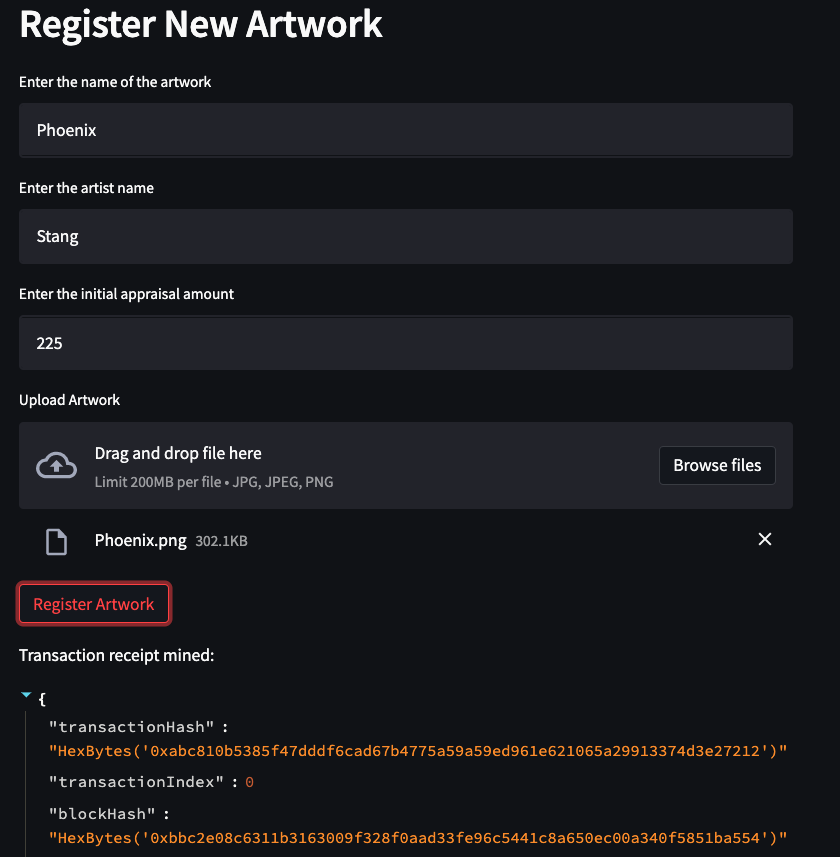 Register New Artwork
Enter the name of the artwork
Phoenix
Enter the artist name
Stang
Enter the initial appraisal amount
225
Upload Artwork
Drag and drop file here
Limit 200MB per file • JPG, JPEG, PNG
Browse files
Phoenix.png 302.1KB
Register Artwork
Transaction receipt mined:
{
"transactionHash" :
"HexBytes('0xabc810b5385f47dddf6cad67b4775a59a59ed961e621065a29913374d3e27212')"
"transactionIndex" : 0
"blockHash" :
"HexBytes('0xbbc2e08c6311b3163009f328f0aad33fe96c5441c8a650ec00a340f5851ba554')"